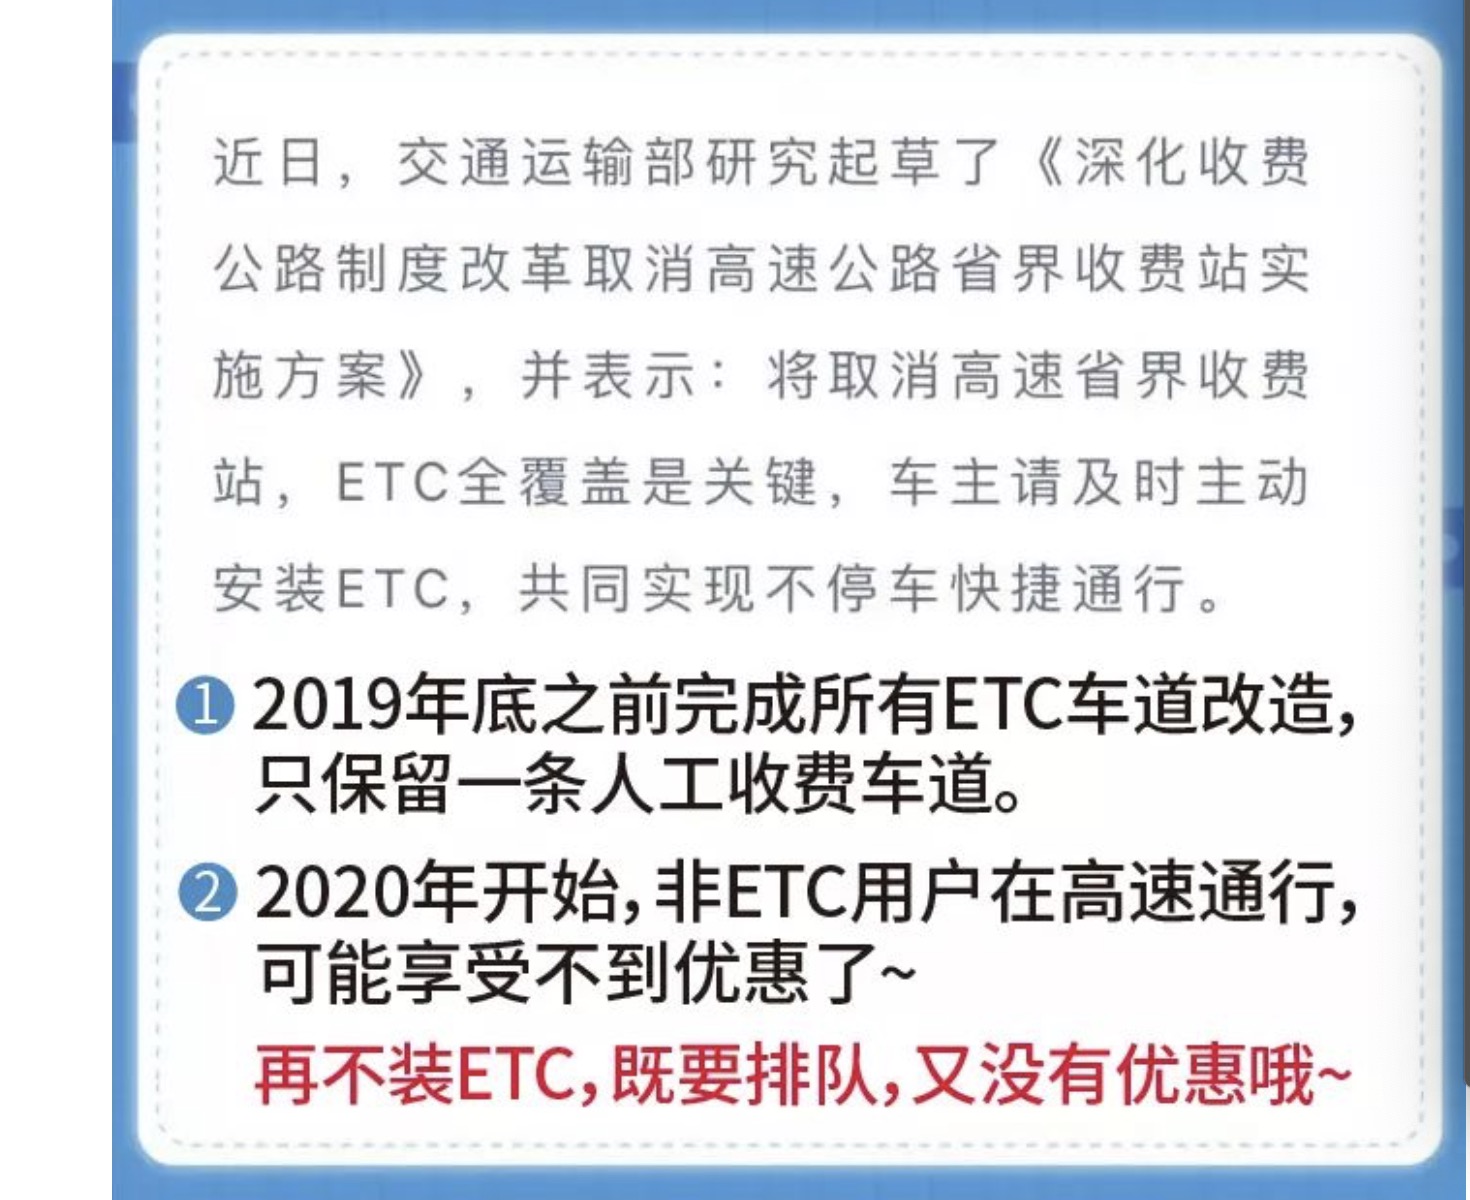 近日，交通运输部研究起草了《深化收费
公路制度改革取消高速公路省界收费站实
施方案》，并表示：将取消高速省界收费
站，ETC全覆盖是关键，车主请及时主动
安装ETC，共同实现不停车快捷通行。
1 2019年底之前完成所有ETC车道改造，
只保留一条人工收费车道。
2 2020年开始，非ETC用户在高速通行，
可能享受不到优惠了~
再不装ETC，既要排队，又没有优惠哦~